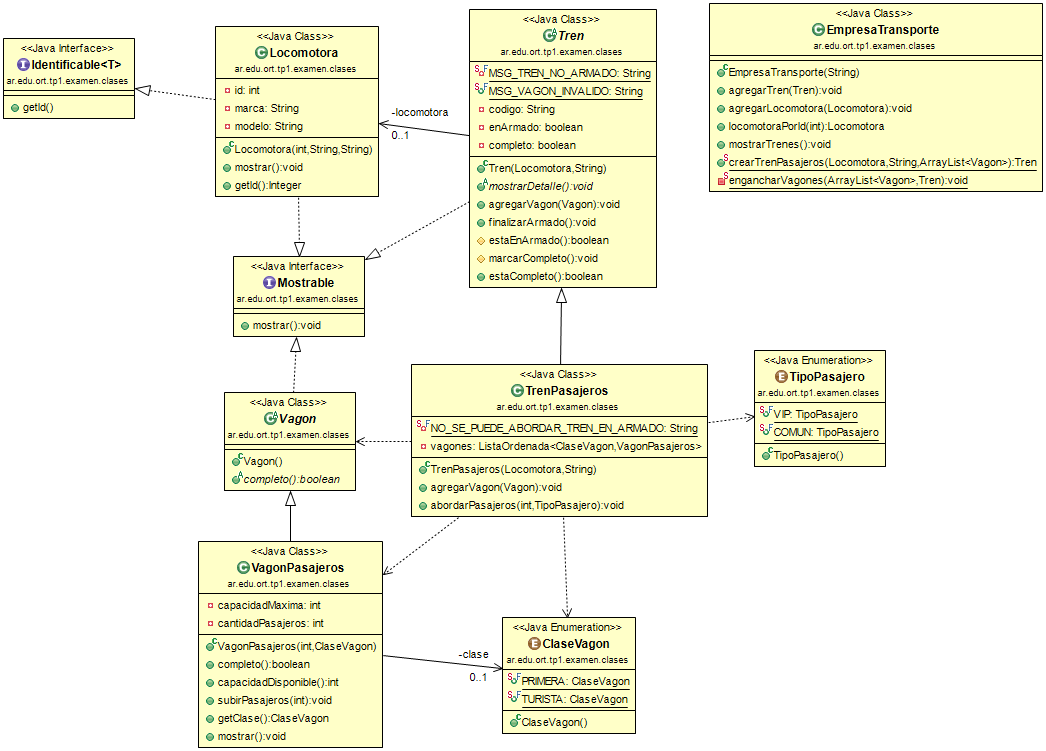 <<Java Interface>>
Identificable<T>
ar.edu.ort.tp1.examen.clases
getId()
<<Java Class>>
Locomotora
ar.edu.ort.tp1.examen.clases
id: int
marca: String
modelo: String
Locomotora(int,String,String)
mostrar():void
getId():Integer
-locomotora
0..1
<<Java Class>>
Tren
ar.edu.ort.tp1.examen.clases
MSG_TREN_NO_ARMADO: String
MSG_VAGON_INVALIDO: String
codigo: String
enArmado: boolean
completo: boolean
Tren(Locomotora,String)
mostrarDetalle():void
agregarVagon(Vagon):void
finalizarArmado():void
estaEnArmado():boolean
marcarCompleto():void
estaCompleto():boolean
<<Java Class>>
EmpresaTransporte
ar.edu.ort.tp1.examen.clases
EmpresaTransporte(String)
agregarTren(Tren):void
agregarLocomotora(Locomotora):void
locomotoraPorId(int):Locomotora
mostrarTrenes():void
crearTrenPasajeros(Locomotora,String,ArrayList<Vagon>):Tren
engancharVagones(ArrayList<Vagon>,Tren):void
<<Java Interface>>
Mostrable
ar.edu.ort.tp1.examen.clases
mostrar():void
<<Java Class>>
Vagon
ar.edu.ort.tp1.examen.clases
Vagon()
completo():boolean
<<Java Class>>
TrenPasajeros
ar.edu.ort.tp1.examen.clases
NO_SE_PUEDE_ABORDAR_TREN_EN_ARMADO: String
vagones: ListaOrdenada<ClaseVagon,VagonPasajeros>
TrenPasajeros(Locomotora,String)
agregarVagon(Vagon):void
abordarPasajeros(int,TipoPasajero):void
<<Java Enumeration>>
TipoPasajero
ar.edu.ort.tp1.examen.clases
VIP: TipoPasajero
COMUN: TipoPasajero
TipoPasajero()
<<Java Class>>
VagonPasajeros
ar.edu.ort.tp1.examen.clases
capacidadMaxima: int
cantidadPasajeros: int
VagonPasajeros(int,ClaseVagon)
completo():boolean
capacidadDisponible():int
subirPasajeros(int):void
getClase():ClaseVagon
mostrar():void
-clase
0..1
<<Java Enumeration>>
ClaseVagon
ar.edu.ort.tp1.examen.clases
PRIMERA: ClaseVagon
TURISTA: ClaseVagon
ClaseVagon()